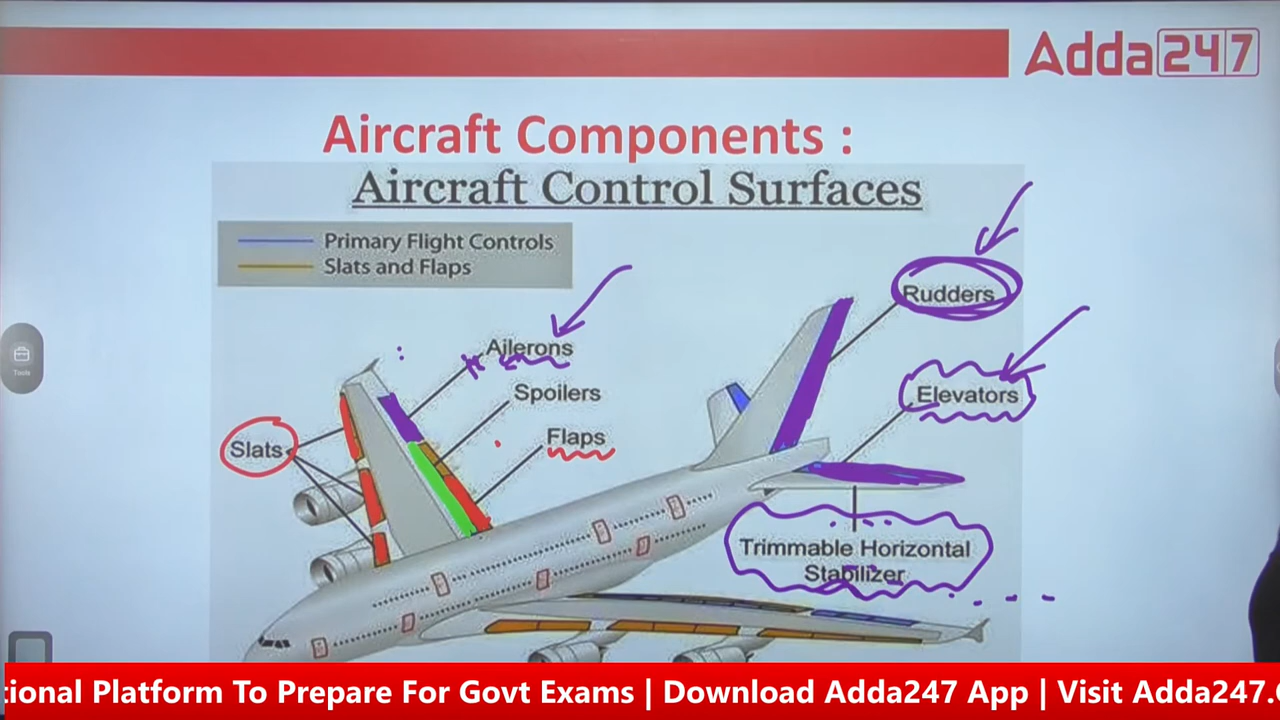 Adda247
Aircraft Components :
Aircraft Control Surfaces
Primary Flight Controls
Slats and Flaps
Rudders
Ailerons
Elevators
Spoilers
Flaps
Slats
Trimmable Horizontal
Stabilizer
Tools
tional Platform To Prepare For Govt Exams | Download Adda247 App | Visit Adda247.